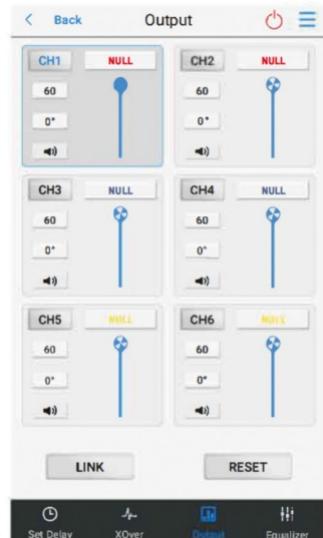 < Back Output
CH1 NULL
60
0°
CH2 NULL
60
0°
CH3 NULL
60
0°
CH4 NULL
60
0°
CH5 NULL
60
0°
CH6 NULL
60
0°
LINK RESET
Set Delay XOver Output Equalizer